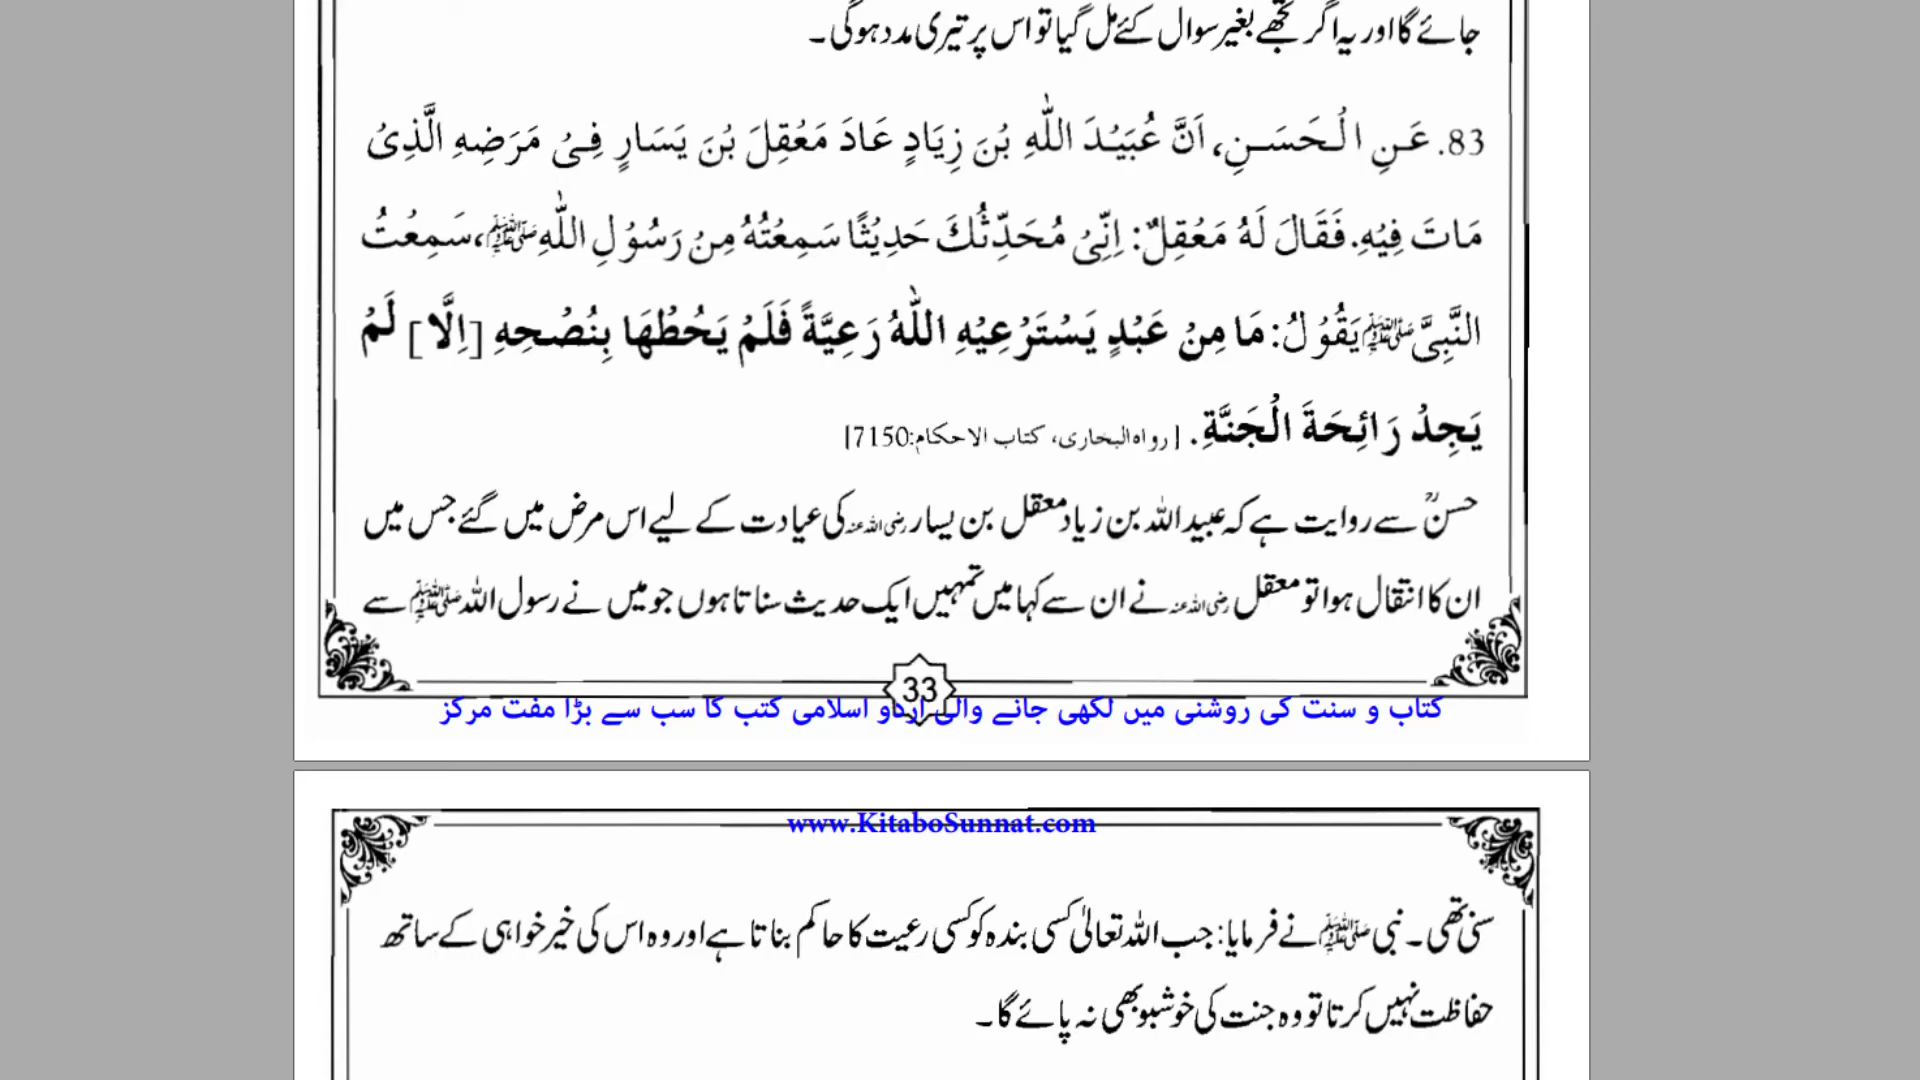 جائے گا اور یہ اگر تجھے بغیر سوال کئے مل گیا تو اس پر تیری مدد ہوگی۔
83. عَنِ الْحَسَنِ، اَنَّ عُبَيْدَ اللّٰهِ بْنَ زِيَادٍ عَادَ مَعْقِلَ بْنَ يَسَارٍ فِىْ مَرَضِهِ الَّذِىْ
مَاتَ فِيْهِ. فَقَالَ لَهُ مَعْقِلٌ: اِنِّىْ مُحَدِّثُكَ حَدِيْثًا سَمِعْتُهُ مِنْ رَسُوْلِ اللّٰهِ ﷺ، سَمِعْتُ
النَّبِىَّ ﷺ يَقُوْلُ: مَا مِنْ عَبْدٍ يَسْتَرْعِيْهِ اللّٰهُ رَعِيَّةً فَلَمْ يَحُطْهَا بِنُصْحِهِ [اِلَّا] لَمْ
يَجِدْ رَائِحَةَ الْجَنَّةِ. [رواه البخارى، كتاب الاحكام:7150]
حسنؒ سے روایت ہے کہ عبید اللہ بن زیاد معقل بن یسار رضی اللہ عنہ کی عیادت کے لیے اس مرض میں گئے جس میں
ان کا انتقال ہوا تو معقل رضی اللہ عنہ نے ان سے کہا میں تمہیں ایک حدیث سناتا ہوں جو میں نے رسول اللہ ﷺ سے
33
کتاب و سنت کی روشنی میں لکھی جانے والی اردو اسلامی کتب کا سب سے بڑا مفت مرکز
www.KitaboSunnat.com
سنی تھی۔ نبی ﷺ نے فرمایا: جب اللہ تعالیٰ کسی بندہ کو کسی رعیت کا حاکم بناتا ہے اور وہ اس کی خیر خواہی کے ساتھ
حفاظت نہیں کرتا تو وہ جنت کی خوشبو بھی نہ پائے گا۔